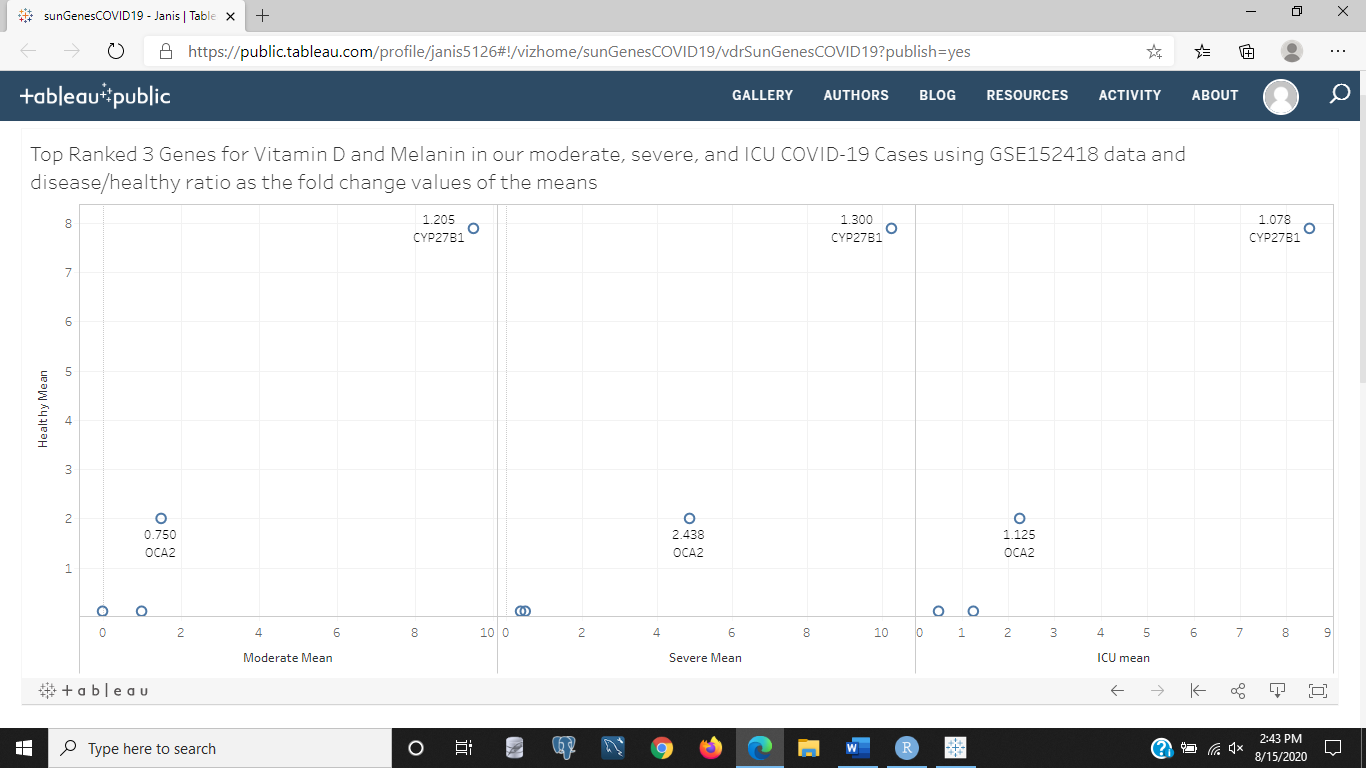 sunGenesCOVID19 - Janis | Table
https://public.tableau.com/profile/janis5126#!/vizhome/sunGenesCOVID19/vdrSunGenesCOVID19?publish=yes
+ableau public
GALLERY AUTHORS BLOG RESOURCES ACTIVITY ABOUT
Top Ranked 3 Genes for Vitamin D and Melanin in our moderate, severe, and ICU COVID-19 Cases using GSE152418 data and
disease/healthy ratio as the fold change values of the means
Healthy Mean
8
7
6
5
4
3
2
1
1.205
CYP27B1
0.750
OCA2
0 2 4 6 8 10
Moderate Mean
1.300
CYP27B1
2.438
OCA2
0 2 4 6 8 10
Severe Mean
1.078
CYP27B1
1.125
OCA2
0 1 2 3 4 5 6 7 8 9
ICU mean
+ableau
Type here to search
W
R
2:43 PM
8/15/2020